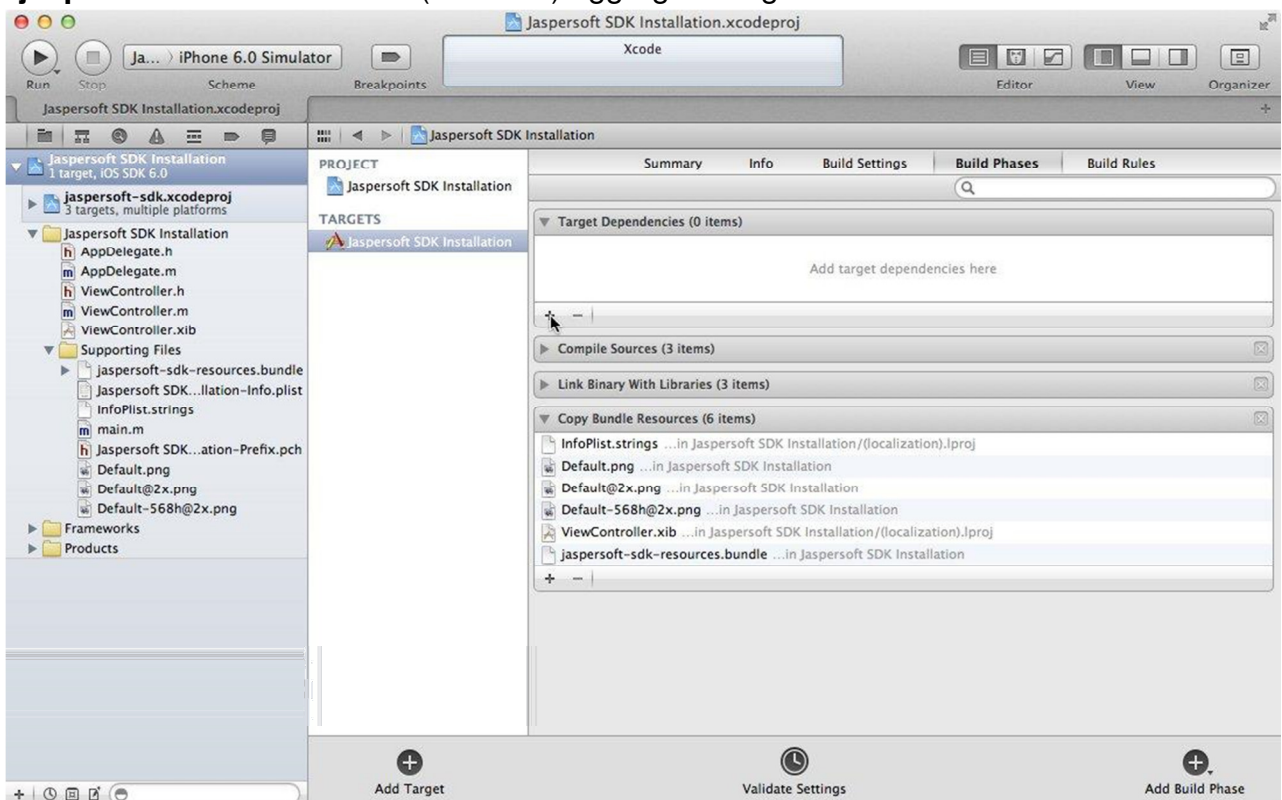 Jaspersoft SDK Installation.xcodeproj
Ja... 〉 iPhone 6.0 Simulator
Xcode
Run Stop Scheme Breakpoints Editor View Organizer
Jaspersoft SDK Installation.xcodeproj
Jaspersoft SDK Installation
Jaspersoft SDK Installation
1 target, iOS SDK 6.0
jaspersoft-sdk.xcodeproj
3 targets, multiple platforms
Jaspersoft SDK Installation
h AppDelegate.h
m AppDelegate.m
h ViewController.h
m ViewController.m
ViewController.xib
Supporting Files
jaspersoft-sdk-resources.bundle
Jaspersoft SDK...llation-Info.plist
InfoPlist.strings
m main.m
h Jaspersoft SDK...ation-Prefix.pch
Default.png
Default@2x.png
Default-568h@2x.png
Frameworks
Products
PROJECT
Jaspersoft SDK Installation
TARGETS
Jaspersoft SDK Installation
Summary Info Build Settings Build Phases Build Rules
Target Dependencies (0 items)
Add target dependencies here
Compile Sources (3 items)
Link Binary With Libraries (3 items)
Copy Bundle Resources (6 items)
InfoPlist.strings ...in Jaspersoft SDK Installation/(localization).lproj
Default.png ...in Jaspersoft SDK Installation
Default@2x.png ...in Jaspersoft SDK Installation
Default-568h@2x.png ...in Jaspersoft SDK Installation
ViewController.xib ...in Jaspersoft SDK Installation/(localization).lproj
jaspersoft-sdk-resources.bundle ...in Jaspersoft SDK Installation
Add Target Validate Settings Add Build Phase